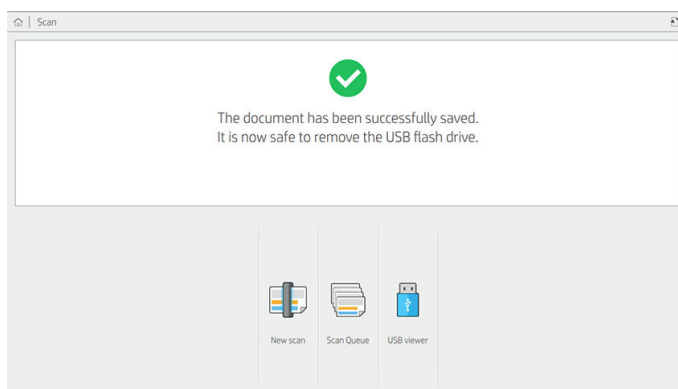 Scan
The document has been successfully saved.
It is now safe to remove the USB flash drive.
New scan
Scan Queue
USB viewer